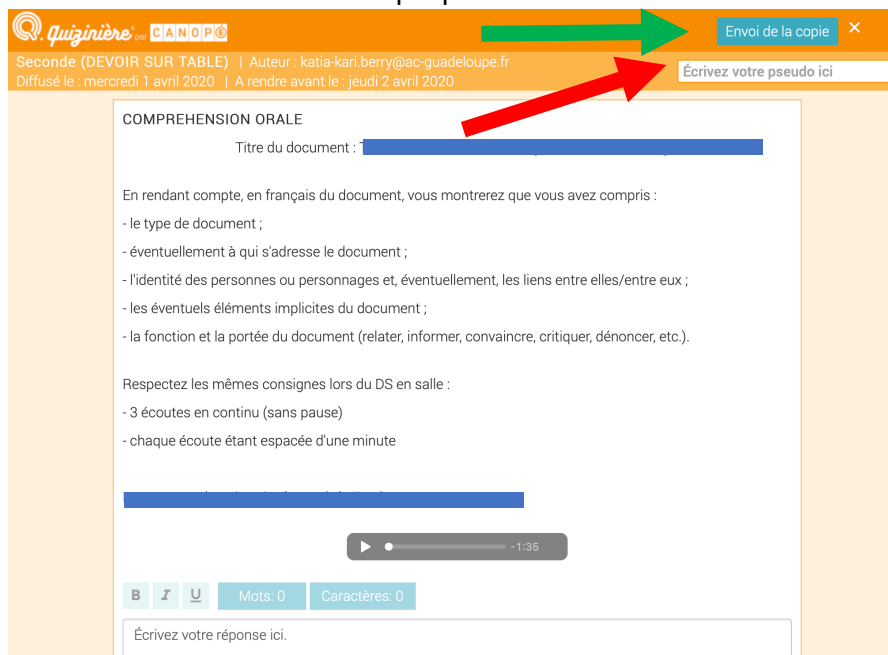 Quizinière par CANOPÉ
Envoi de la copie ×
Seconde (DEVOIR SUR TABLE) | Auteur : katia-kari.berry@ac-guadeloupe.fr
Diffusé le : mercredi 1 avril 2020 | A rendre avant le : jeudi 2 avril 2020
Écrivez votre pseudo ici
COMPREHENSION ORALE
Titre du document :
En rendant compte, en français du document, vous montrerez que vous avez compris :
- le type de document ;
- éventuellement à qui s'adresse le document ;
- l'identité des personnes ou personnages et, éventuellement, les liens entre elles/entre eux ;
- les éventuels éléments implicites du document ;
- la fonction et la portée du document (relater, informer, convaincre, critiquer, dénoncer, etc.).
Respectez les mêmes consignes lors du DS en salle :
- 3 écoutes en continu (sans pause)
- chaque écoute étant espacée d'une minute
-1:35
B I U Mots: 0 Caractères: 0
Écrivez votre réponse ici.